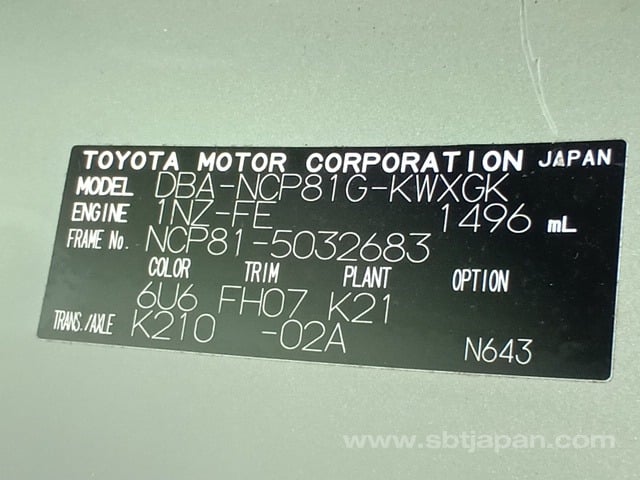 TOYOTA MOTOR CORPORATION JAPAN
MODEL DBA-NCP81G-KWXGK
ENGINE 1NZ-FE 1496 mL
FRAME No. NCP81-5032683
COLOR TRIM PLANT OPTION
6U6 FH07 K21
TRANS./AXLE K210 -02A
N643
www.sbtjapan.com